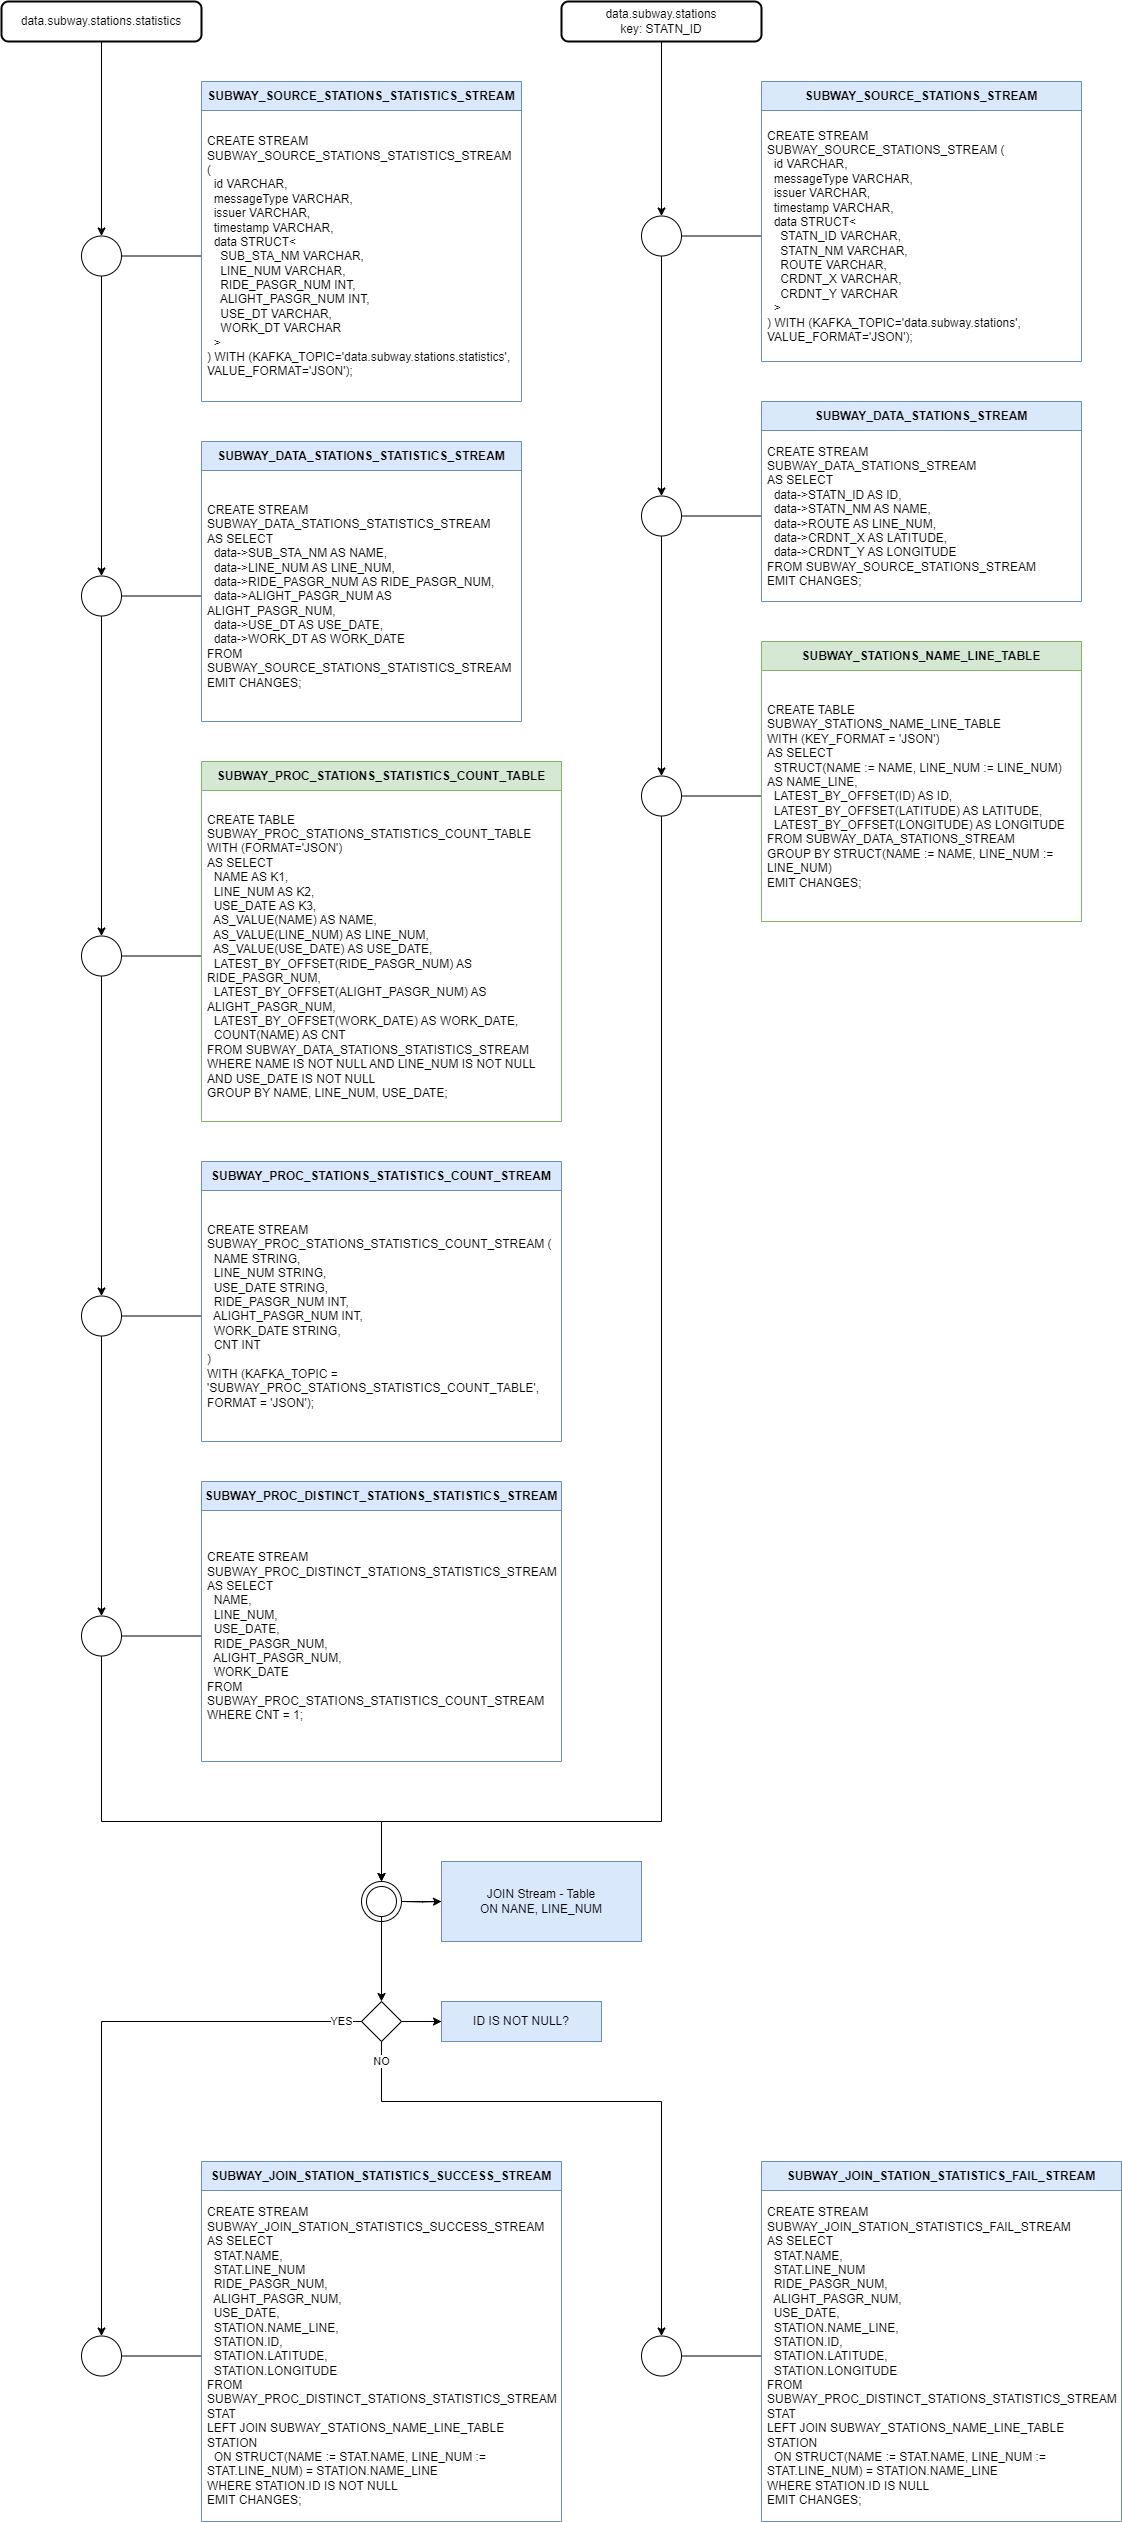 data.subway.stations.statistics
data.subway.stations
key: STATN_ID
SUBWAY_SOURCE_STATIONS_STATISTICS_STREAM
CREATE STREAM
SUBWAY_SOURCE_STATIONS_STATISTICS_STREAM
(
id VARCHAR,
messageType VARCHAR,
issuer VARCHAR,
timestamp VARCHAR,
data STRUCT<
SUB_STA_NM VARCHAR,
LINE_NUM VARCHAR,
RIDE_PASGR_NUM INT,
ALIGHT_PASGR_NUM INT,
USE_DT VARCHAR,
WORK_DT VARCHAR
>
) WITH (KAFKA_TOPIC='data.subway.stations.statistics',
VALUE_FORMAT='JSON');
SUBWAY_SOURCE_STATIONS_STREAM
CREATE STREAM
SUBWAY_SOURCE_STATIONS_STREAM (
id VARCHAR,
messageType VARCHAR,
issuer VARCHAR,
timestamp VARCHAR,
data STRUCT<
STATN_ID VARCHAR,
STATN_NM VARCHAR,
ROUTE VARCHAR,
CRDNT_X VARCHAR,
CRDNT_Y VARCHAR
>
) WITH (KAFKA_TOPIC='data.subway.stations',
VALUE_FORMAT='JSON');
SUBWAY_DATA_STATIONS_STATISTICS_STREAM
CREATE STREAM
SUBWAY_DATA_STATIONS_STATISTICS_STREAM
AS SELECT
data->SUB_STA_NM AS NAME,
data->LINE_NUM AS LINE_NUM,
data->RIDE_PASGR_NUM AS RIDE_PASGR_NUM,
data->ALIGHT_PASGR_NUM AS
ALIGHT_PASGR_NUM,
data->USE_DT AS USE_DATE,
data->WORK_DT AS WORK_DATE
FROM
SUBWAY_SOURCE_STATIONS_STATISTICS_STREAM
EMIT CHANGES;
SUBWAY_DATA_STATIONS_STREAM
CREATE STREAM
SUBWAY_DATA_STATIONS_STREAM
AS SELECT
data->STATN_ID AS ID,
data->STATN_NM AS NAME,
data->ROUTE AS LINE_NUM,
data->CRDNT_X AS LATITUDE,
data->CRDNT_Y AS LONGITUDE
FROM SUBWAY_SOURCE_STATIONS_STREAM
EMIT CHANGES;
SUBWAY_STATIONS_NAME_LINE_TABLE
CREATE TABLE
SUBWAY_STATIONS_NAME_LINE_TABLE
WITH (KEY_FORMAT = 'JSON')
AS SELECT
STRUCT(NAME := NAME, LINE_NUM := LINE_NUM)
AS NAME_LINE,
LATEST_BY_OFFSET(ID) AS ID,
LATEST_BY_OFFSET(LATITUDE) AS LATITUDE,
LATEST_BY_OFFSET(LONGITUDE) AS LONGITUDE
FROM SUBWAY_DATA_STATIONS_STREAM
GROUP BY STRUCT(NAME := NAME, LINE_NUM :=
LINE_NUM)
EMIT CHANGES;
SUBWAY_PROC_STATIONS_STATISTICS_COUNT_TABLE
CREATE TABLE
SUBWAY_PROC_STATIONS_STATISTICS_COUNT_TABLE
WITH (FORMAT='JSON')
AS SELECT
NAME AS K1,
LINE_NUM AS K2,
USE_DATE AS K3,
AS_VALUE(NAME) AS NAME,
AS_VALUE(LINE_NUM) AS LINE_NUM,
AS_VALUE(USE_DATE) AS USE_DATE,
LATEST_BY_OFFSET(RIDE_PASGR_NUM) AS
RIDE_PASGR_NUM,
LATEST_BY_OFFSET(ALIGHT_PASGR_NUM) AS
ALIGHT_PASGR_NUM,
LATEST_BY_OFFSET(WORK_DATE) AS WORK_DATE,
COUNT(NAME) AS CNT
FROM SUBWAY_DATA_STATIONS_STATISTICS_STREAM
WHERE NAME IS NOT NULL AND LINE_NUM IS NOT NULL
AND USE_DATE IS NOT NULL
GROUP BY NAME, LINE_NUM, USE_DATE;
SUBWAY_PROC_STATIONS_STATISTICS_COUNT_STREAM
CREATE STREAM
SUBWAY_PROC_STATIONS_STATISTICS_COUNT_STREAM (
NAME STRING,
LINE_NUM STRING,
USE_DATE STRING,
RIDE_PASGR_NUM INT,
ALIGHT_PASGR_NUM INT,
WORK_DATE STRING,
CNT INT
)
WITH (KAFKA_TOPIC =
'SUBWAY_PROC_STATIONS_STATISTICS_COUNT_TABLE',
FORMAT = 'JSON');
SUBWAY_PROC_DISTINCT_STATIONS_STATISTICS_STREAM
CREATE STREAM
SUBWAY_PROC_DISTINCT_STATIONS_STATISTICS_STREAM
AS SELECT
NAME,
LINE_NUM,
USE_DATE,
RIDE_PASGR_NUM,
ALIGHT_PASGR_NUM,
WORK_DATE
FROM
SUBWAY_PROC_STATIONS_STATISTICS_COUNT_STREAM
WHERE CNT = 1;
JOIN Stream - Table
ON NANE, LINE_NUM
YES
ID IS NOT NULL?
NO
SUBWAY_JOIN_STATION_STATISTICS_SUCCESS_STREAM
CREATE STREAM
SUBWAY_JOIN_STATION_STATISTICS_SUCCESS_STREAM
AS SELECT
STAT.NAME,
STAT.LINE_NUM
RIDE_PASGR_NUM,
ALIGHT_PASGR_NUM,
USE_DATE,
STATION.NAME_LINE,
STATION.ID,
STATION.LATITUDE,
STATION.LONGITUDE
FROM
SUBWAY_PROC_DISTINCT_STATIONS_STATISTICS_STREAM
STAT
LEFT JOIN SUBWAY_STATIONS_NAME_LINE_TABLE
STATION
ON STRUCT(NAME := STAT.NAME, LINE_NUM :=
STAT.LINE_NUM) = STATION.NAME_LINE
WHERE STATION.ID IS NOT NULL
EMIT CHANGES;
SUBWAY_JOIN_STATION_STATISTICS_FAIL_STREAM
CREATE STREAM
SUBWAY_JOIN_STATION_STATISTICS_FAIL_STREAM
AS SELECT
STAT.NAME,
STAT.LINE_NUM
RIDE_PASGR_NUM,
ALIGHT_PASGR_NUM,
USE_DATE,
STATION.NAME_LINE,
STATION.ID,
STATION.LATITUDE,
STATION.LONGITUDE
FROM
SUBWAY_PROC_DISTINCT_STATIONS_STATISTICS_STREAM
STAT
LEFT JOIN SUBWAY_STATIONS_NAME_LINE_TABLE
STATION
ON STRUCT(NAME := STAT.NAME, LINE_NUM :=
STAT.LINE_NUM) = STATION.NAME_LINE
WHERE STATION.ID IS NULL
EMIT CHANGES;